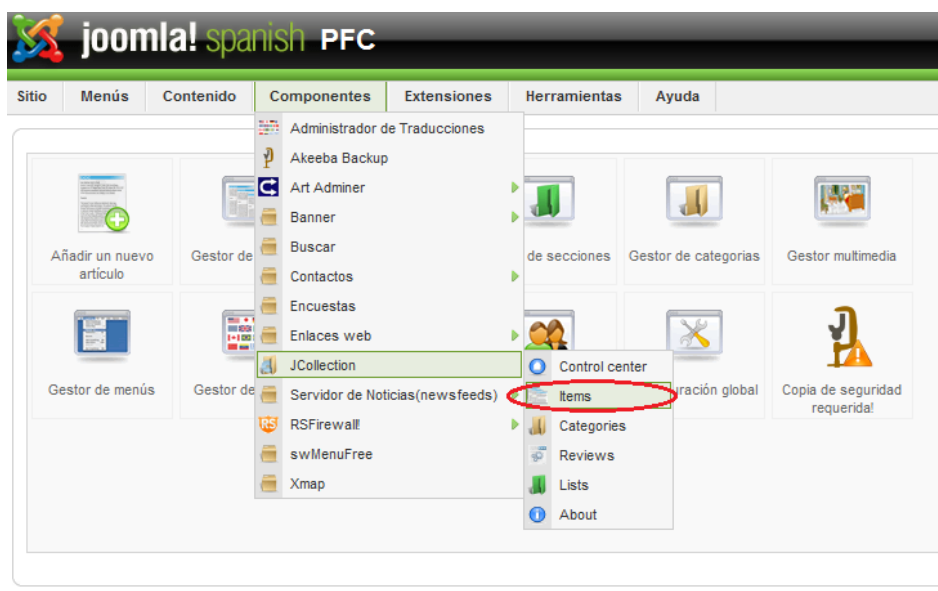 joomla! spanish PFC
Sitio Menús Contenido Componentes Extensiones Herramientas Ayuda
Administrador de Traducciones
Akeeba Backup
Art Adminer
Banner
Buscar
Contactos
Encuestas
Enlaces web
JCollection
Servidor de Noticias(newsfeeds)
RSFirewall!
swMenuFree
Xmap
Control center
Items
Categories
Reviews
Lists
About
Añadir un nuevo
artículo
Gestor de
de secciones
Gestor de categorías
Gestor multimedia
Gestor de menús
Gestor de
global
Copia de seguridad
requerida!